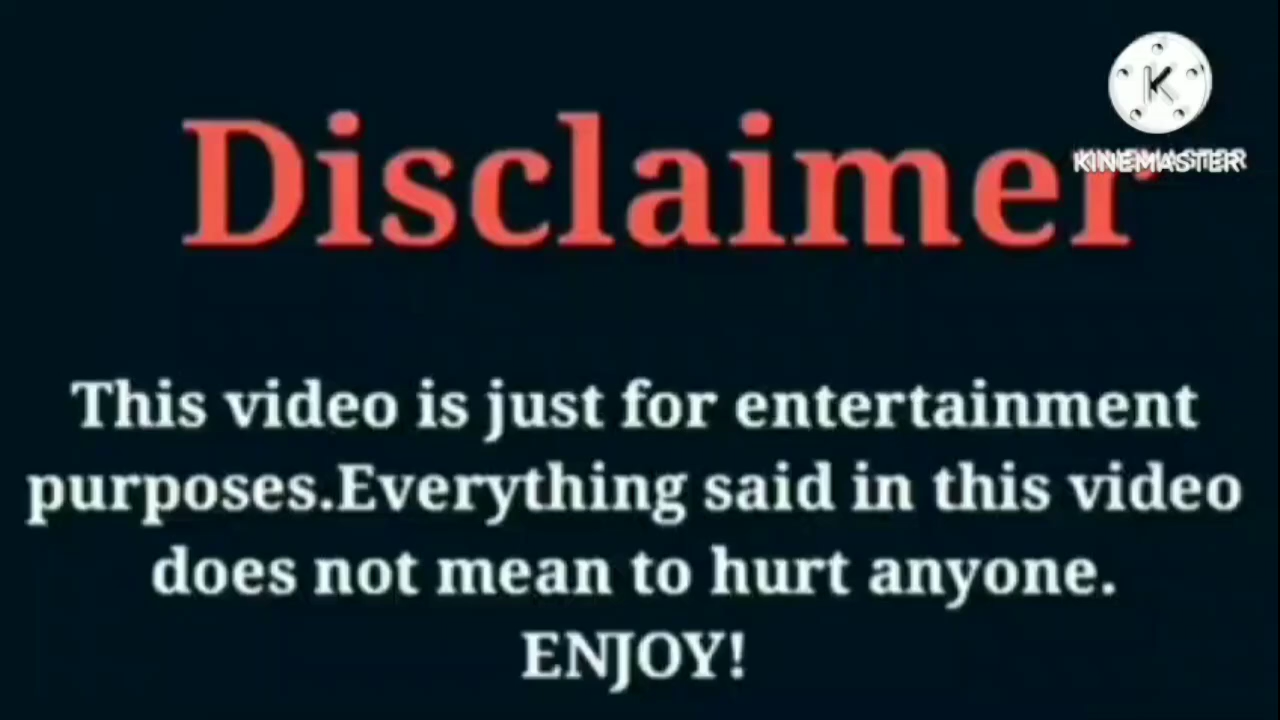 K
KINEMASTER
Disclaimer
This video is just for entertainment
purposes.Everything said in this video
does not mean to hurt anyone.
ENJOY!